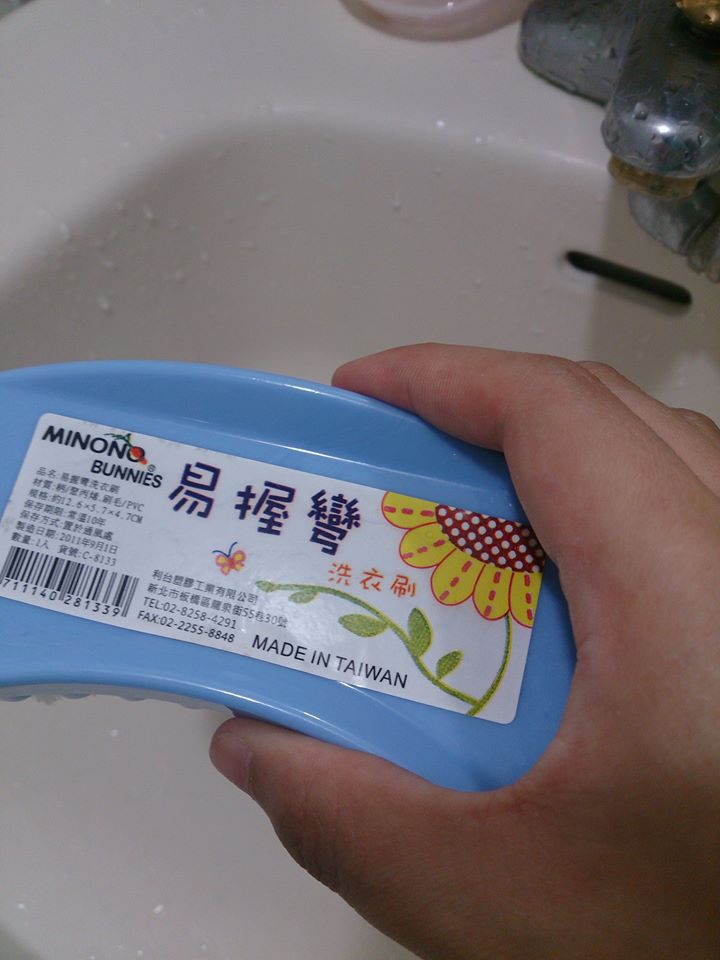 MINONO
BUNNIES®
易握彎
洗衣刷
品名:易握彎洗衣刷
材質:柄/聚丙烯.刷毛/PVC
規格:約12.6×5.7×4.7CM
保存期限:常溫10年
保存方式:置於通風處
製造日期:2011年9月1日
數量:1入 貨號:C-8133
711140 281339
利台塑膠工業有限公司
新北市板橋區龍泉街55巷30號
TEL:02-8258-4291
FAX:02-2255-8848
MADE IN TAIWAN